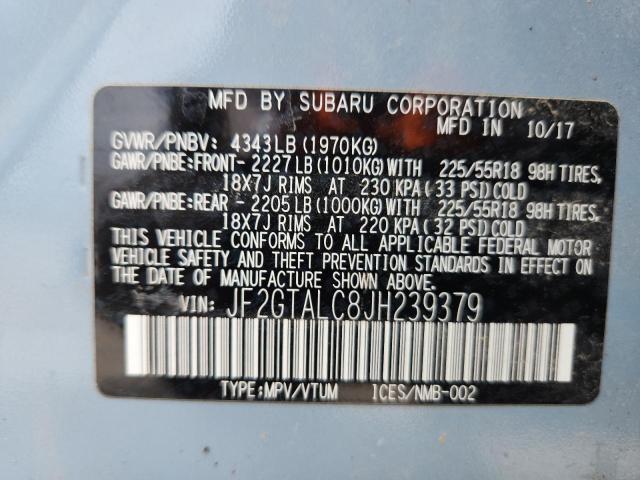 MFD BY SUBARU CORPORATION
MFD IN 10/17
GVWR/PNBV: 4343LB(1970KG)
GAWR/PNBE:FRONT- 2227LB(1010KG)WITH 225/55R18 98H TIRES,
18X7J RIMS AT 230 KPA(33 PSI)COLD
GAWR/PNBE:REAR - 2205LB(1000KG)WITH 225/55R18 98H TIRES,
18X7J RIMS AT 220 KPA(32 PSI)COLD
THIS VEHICLE CONFORMS TO ALL APPLICABLE FEDERAL MOTOR
VEHICLE SAFETY AND THEFT PREVENTION STANDARDS IN
EFFECT ON THE DATE OF MANUFACTURE SHOWN ABOVE.
VIN: JF2GTALC8JH239379
TYPE:MPV/VTUM ICES/NMB-002